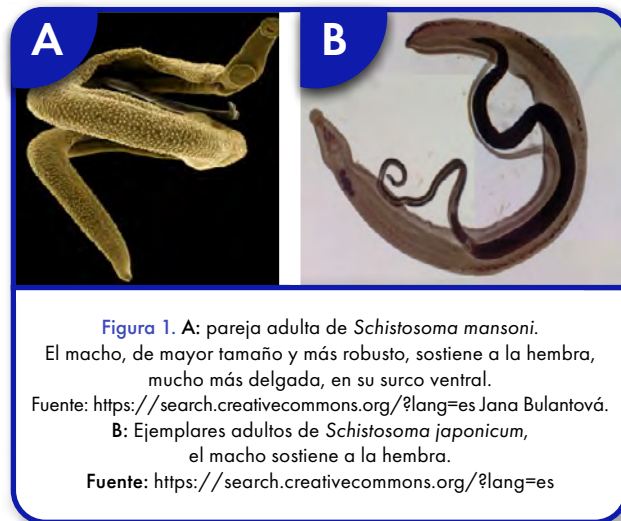 A
B
Figura 1. A: pareja adulta de Schistosoma mansoni.
El macho, de mayor tamaño y más robusto, sostiene a la hembra,
mucho más delgada, en su surco ventral.
Fuente: https://search.creativecommons.org/?lang=es Jana Bulantová.
B: Ejemplares adultos de Schistosoma japonicum,
el macho sostiene a la hembra.
Fuente: https://search.creativecommons.org/?lang=es